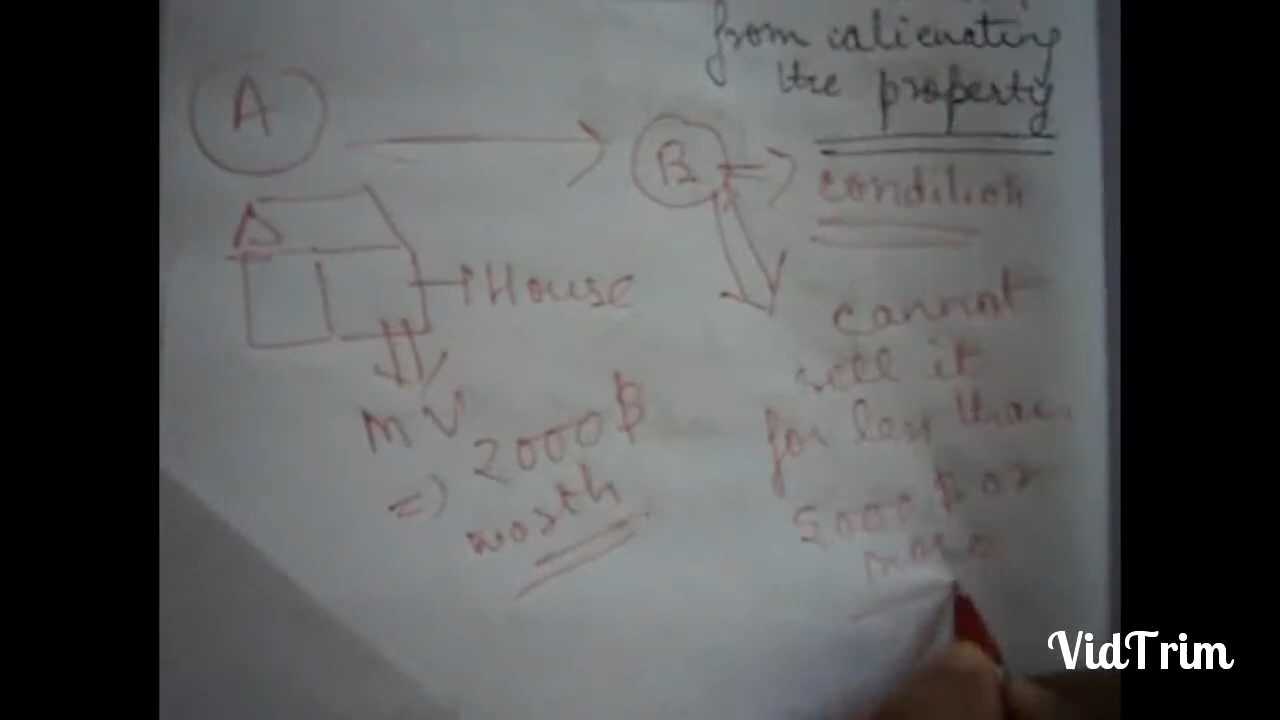 from alienating
the property
A
B
condition
House
cannot
sell it
for less than
MV
=) 2000 $
worth
5000 $ or
more
VidTrim